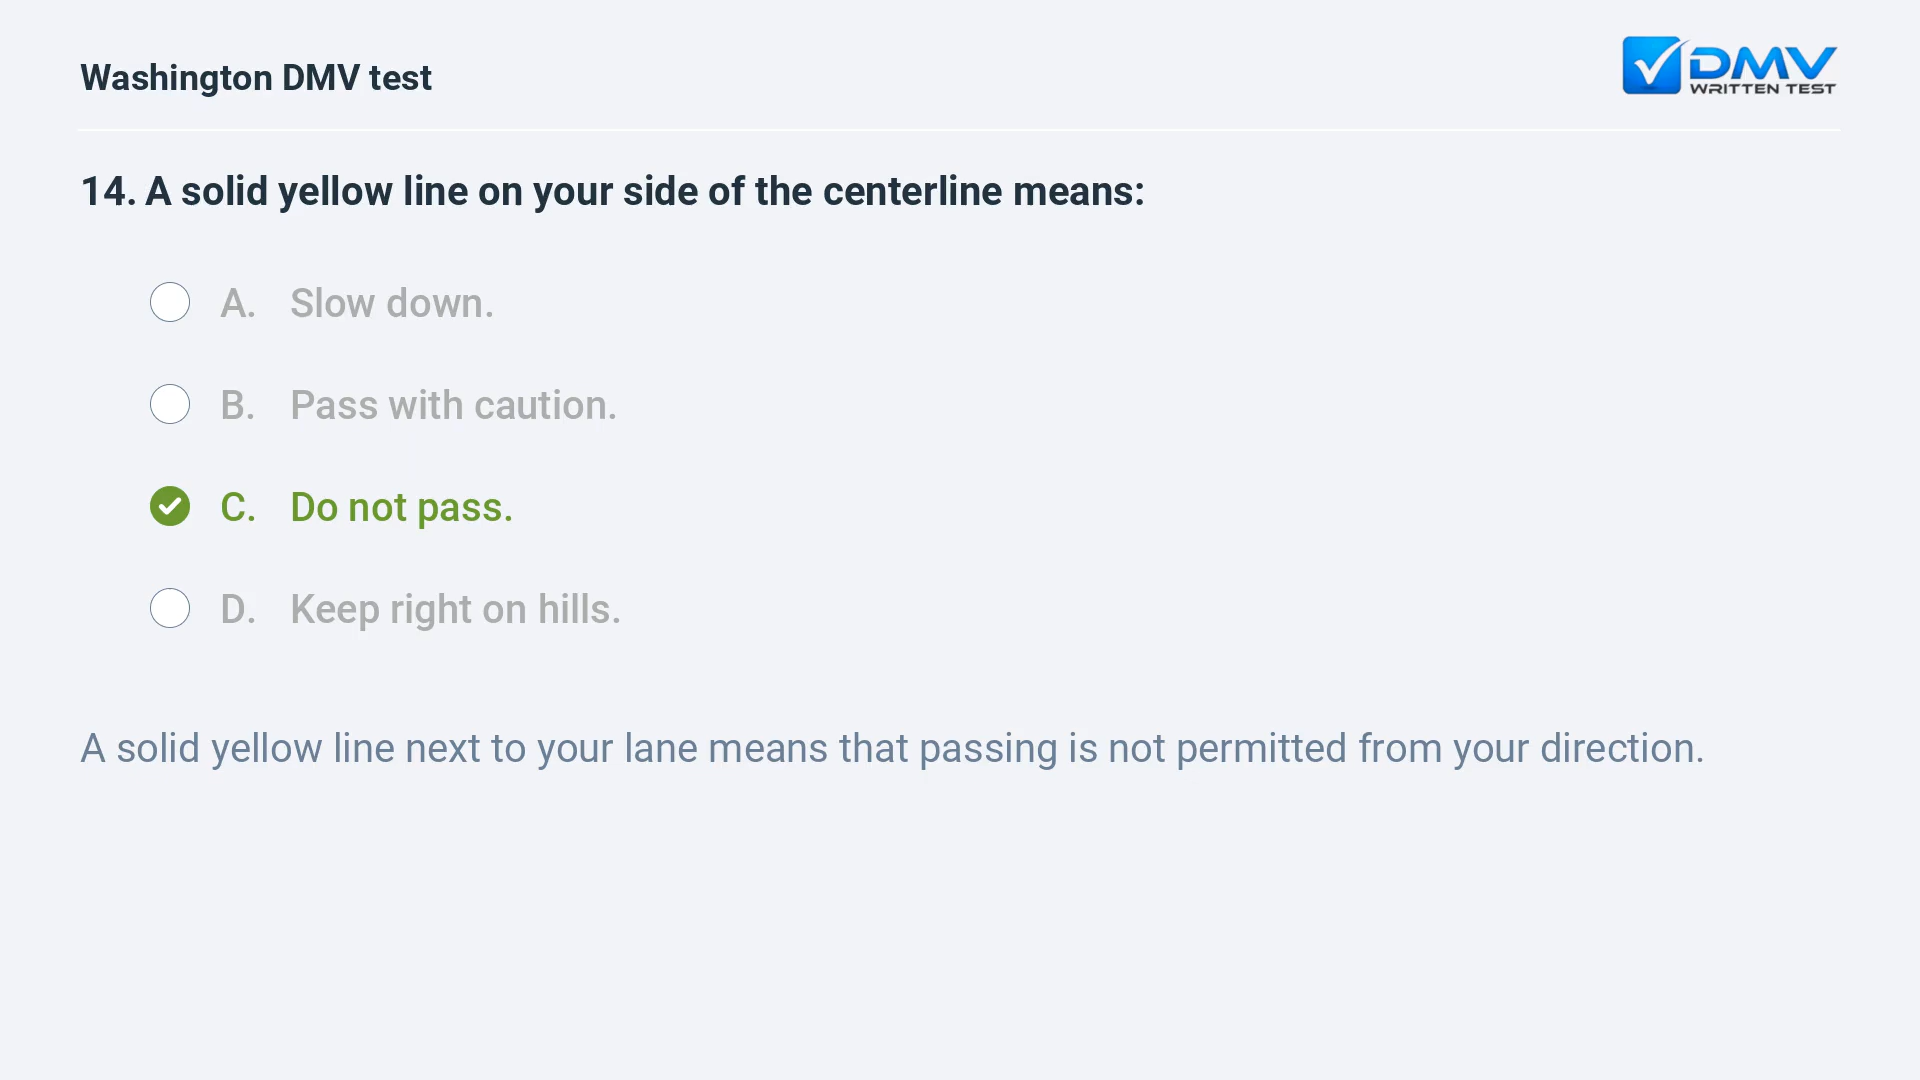 Washington DMV test
DMV
WRITTEN TEST
14. A solid yellow line on your side of the centerline means:
A. Slow down.
B. Pass with caution.
C. Do not pass.
D. Keep right on hills.
A solid yellow line next to your lane means that passing is not permitted from your direction.